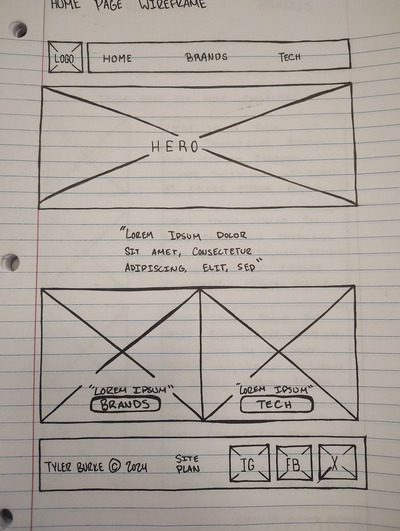 HOME PAGE WIREFRAME
LOGO HOME BRANDS TECH
HERO
"LOREM IPSUM DOLOR
SIT AMET, CONSECTETUR
ADIPISCING, ELIT, SED"
"LOREM IPSUM" "LOREM IPSUM"
BRANDS TECH
TYLER BURKE © 2024 SITE PLAN IG FB X